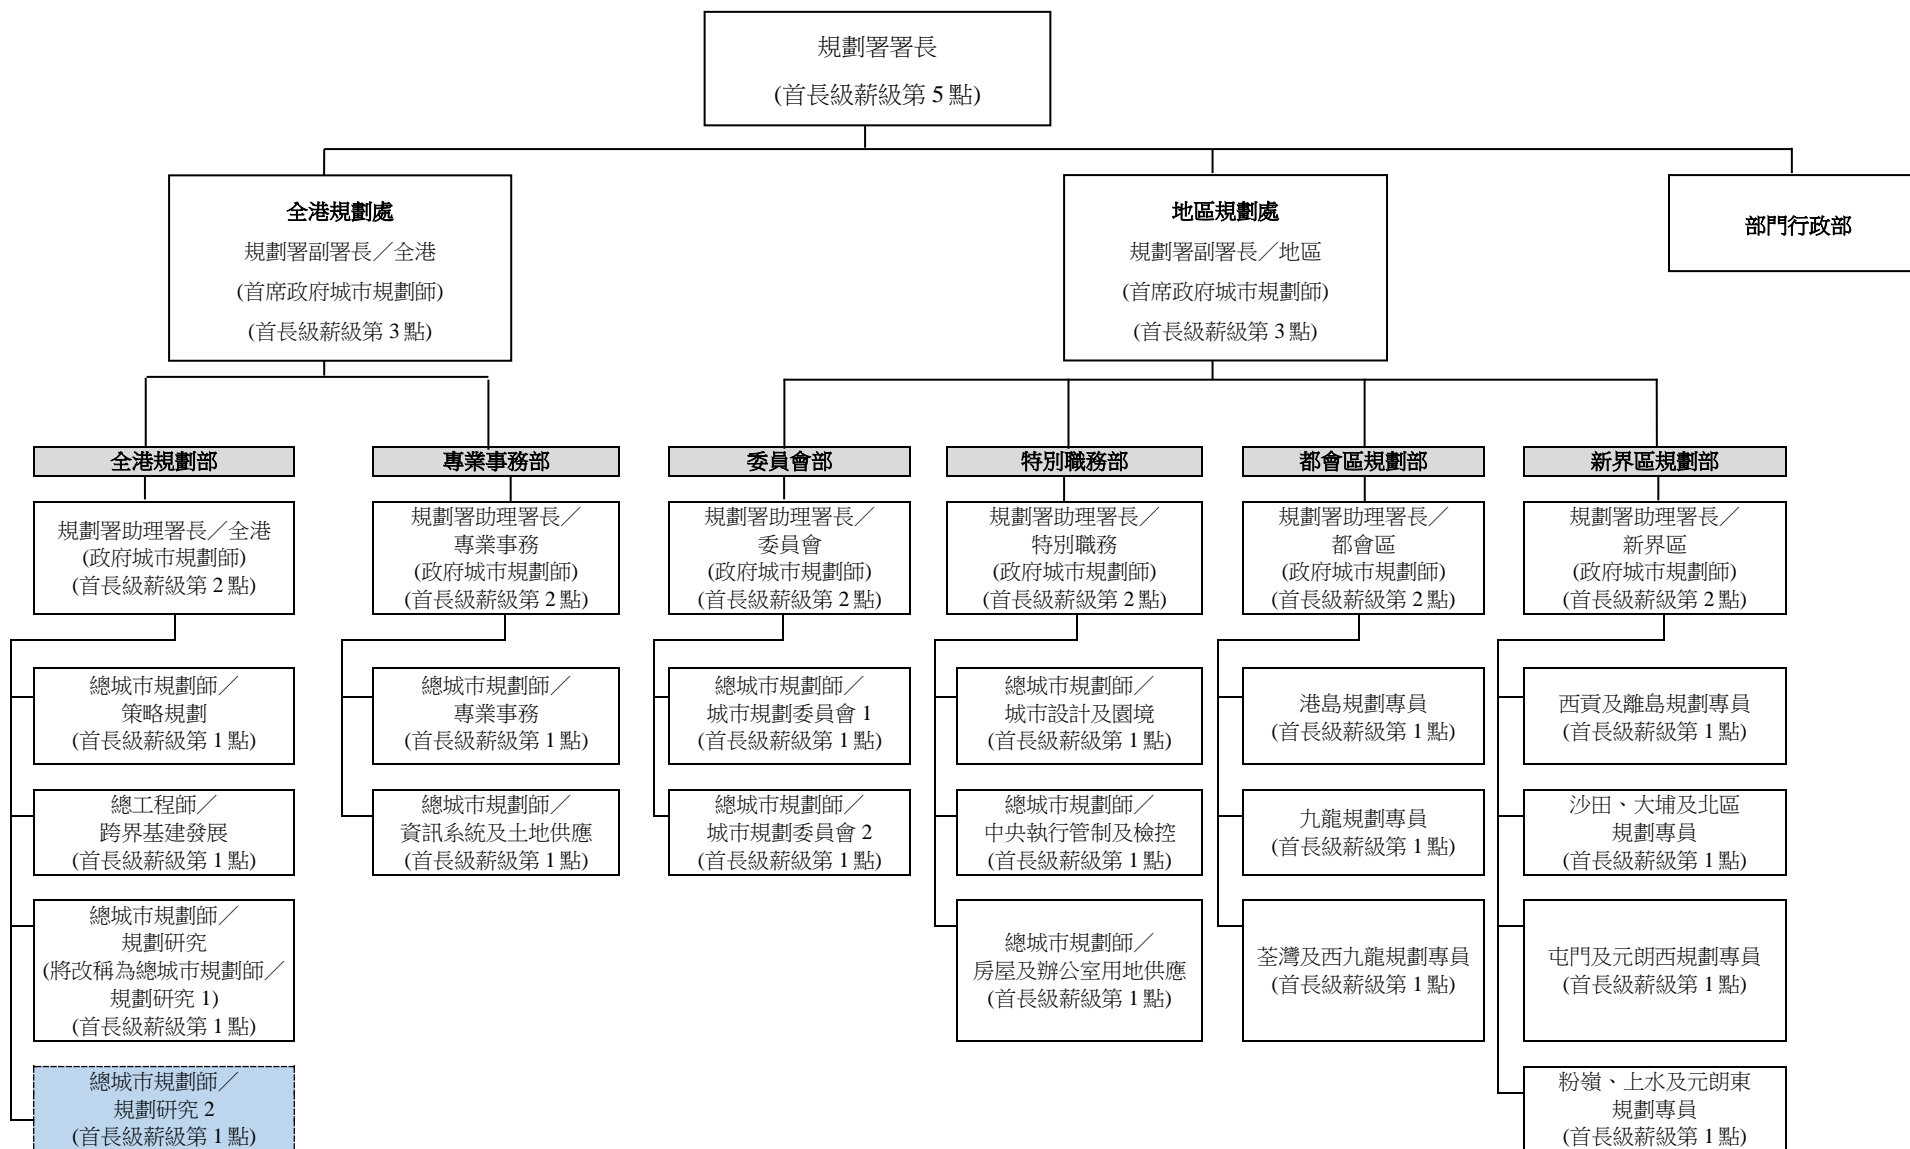 規劃署署長
(首長級薪級第 5 點)
全港規劃處
規劃署副署長／全港
(首席政府城市規劃師)
(首長級薪級第 3 點)
地區規劃處
規劃署副署長／地區
(首席政府城市規劃師)
(首長級薪級第 3 點)
部門行政部
全港規劃部
規劃署助理署長／全港
(政府城市規劃師)
(首長級薪級第 2 點)
總城市規劃師／
策略規劃
(首長級薪級第 1 點)
總工程師／
跨界基建發展
(首長級薪級第 1 點)
總城市規劃師／
規劃研究
(將改稱為總城市規劃師／
規劃研究 1)
(首長級薪級第 1 點)
總城市規劃師／
規劃研究 2
(首長級薪級第 1 點)
專業事務部
規劃署助理署長／
專業事務
(政府城市規劃師)
(首長級薪級第 2 點)
總城市規劃師／
專業事務
(首長級薪級第 1 點)
總城市規劃師／
資訊系統及土地供應
(首長級薪級第 1 點)
委員會部
規劃署助理署長／
委員會
(政府城市規劃師)
(首長級薪級第 2 點)
總城市規劃師／
城市規劃委員會 1
(首長級薪級第 1 點)
總城市規劃師／
城市規劃委員會 2
(首長級薪級第 1 點)
特別職務部
規劃署助理署長／
特別職務
(政府城市規劃師)
(首長級薪級第 2 點)
總城市規劃師／
城市設計及園境
(首長級薪級第 1 點)
總城市規劃師／
中央執行管制及檢控
(首長級薪級第 1 點)
總城市規劃師／
房屋及辦公室用地供應
(首長級薪級第 1 點)
都會區規劃部
規劃署助理署長／
都會區
(政府城市規劃師)
(首長級薪級第 2 點)
港島規劃專員
(首長級薪級第 1 點)
九龍規劃專員
(首長級薪級第 1 點)
荃灣及西九龍規劃專員
(首長級薪級第 1 點)
新界區規劃部
規劃署助理署長／
新界區
(政府城市規劃師)
(首長級薪級第 2 點)
西貢及離島規劃專員
(首長級薪級第 1 點)
沙田、大埔及北區
規劃專員
(首長級薪級第 1 點)
屯門及元朗西規劃專員
(首長級薪級第 1 點)
粉嶺、上水及元朗東
規劃專員
(首長級薪級第 1 點)